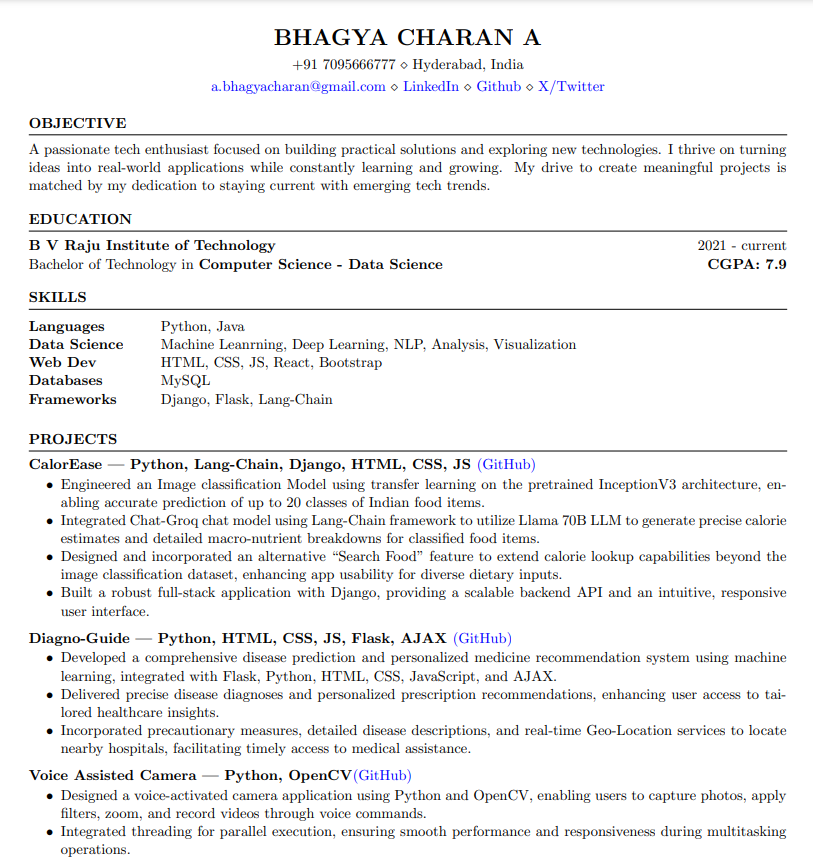 BHAGYA CHARAN A
+91 7095666777 ⋄ Hyderabad, India
a.bhagyacharan@gmail.com ⋄ LinkedIn ⋄ Github ⋄ X/Twitter
OBJECTIVE
A passionate tech enthusiast focused on building practical solutions and exploring new technologies. I thrive on turning
ideas into real-world applications while constantly learning and growing. My drive to create meaningful projects is
matched by my dedication to staying current with emerging tech trends.
EDUCATION
B V Raju Institute of Technology 2021 - current
Bachelor of Technology in Computer Science - Data Science CGPA: 7.9
SKILLS
Languages Python, Java
Data Science Machine Leanrning, Deep Learning, NLP, Analysis, Visualization
Web Dev HTML, CSS, JS, React, Bootstrap
Databases MySQL
Frameworks Django, Flask, Lang-Chain
PROJECTS
CalorEase — Python, Lang-Chain, Django, HTML, CSS, JS (GitHub)
• Engineered an Image classification Model using transfer learning on the pretrained InceptionV3 architecture, en-
abling accurate prediction of up to 20 classes of Indian food items.
• Integrated Chat-Groq chat model using Lang-Chain framework to utilize Llama 70B LLM to generate precise calorie
estimates and detailed macro-nutrient breakdowns for classified food items.
• Designed and incorporated an alternative “Search Food” feature to extend calorie lookup capabilities beyond the
image classification dataset, enhancing app usability for diverse dietary inputs.
• Built a robust full-stack application with Django, providing a scalable backend API and an intuitive, responsive
user interface.
Diagno-Guide — Python, HTML, CSS, JS, Flask, AJAX (GitHub)
• Developed a comprehensive disease prediction and personalized medicine recommendation system using machine
learning, integrated with Flask, Python, HTML, CSS, JavaScript, and AJAX.
• Delivered precise disease diagnoses and personalized prescription recommendations, enhancing user access to tai-
lored healthcare insights.
• Incorporated precautionary measures, detailed disease descriptions, and real-time Geo-Location services to locate
nearby hospitals, facilitating timely access to medical assistance.
Voice Assisted Camera — Python, OpenCV(GitHub)
• Designed a voice-activated camera application using Python and OpenCV, enabling users to capture photos, apply
filters, zoom, and record videos through voice commands.
• Integrated threading for parallel execution, ensuring smooth performance and responsiveness during multitasking
operations.